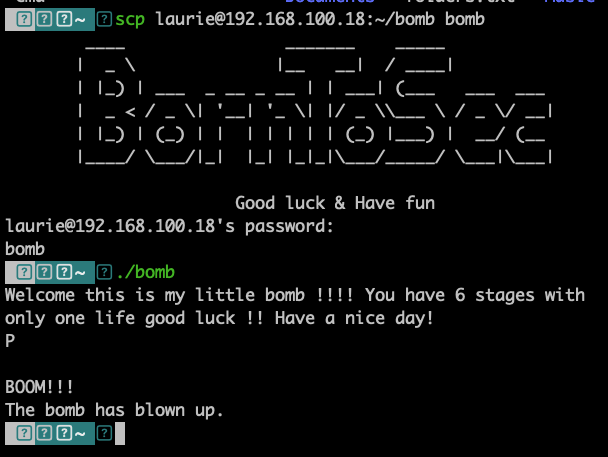 scp laurie@192.168.100.18:~/bomb bomb
BornToSec
Good luck & Have fun
laurie@192.168.100.18's password:
bomb
~ ./bomb
Welcome this is my little bomb !!!! You have 6 stages with
only one life good luck !! Have a nice day!
P
BOOM!!!
The bomb has blown up.
~